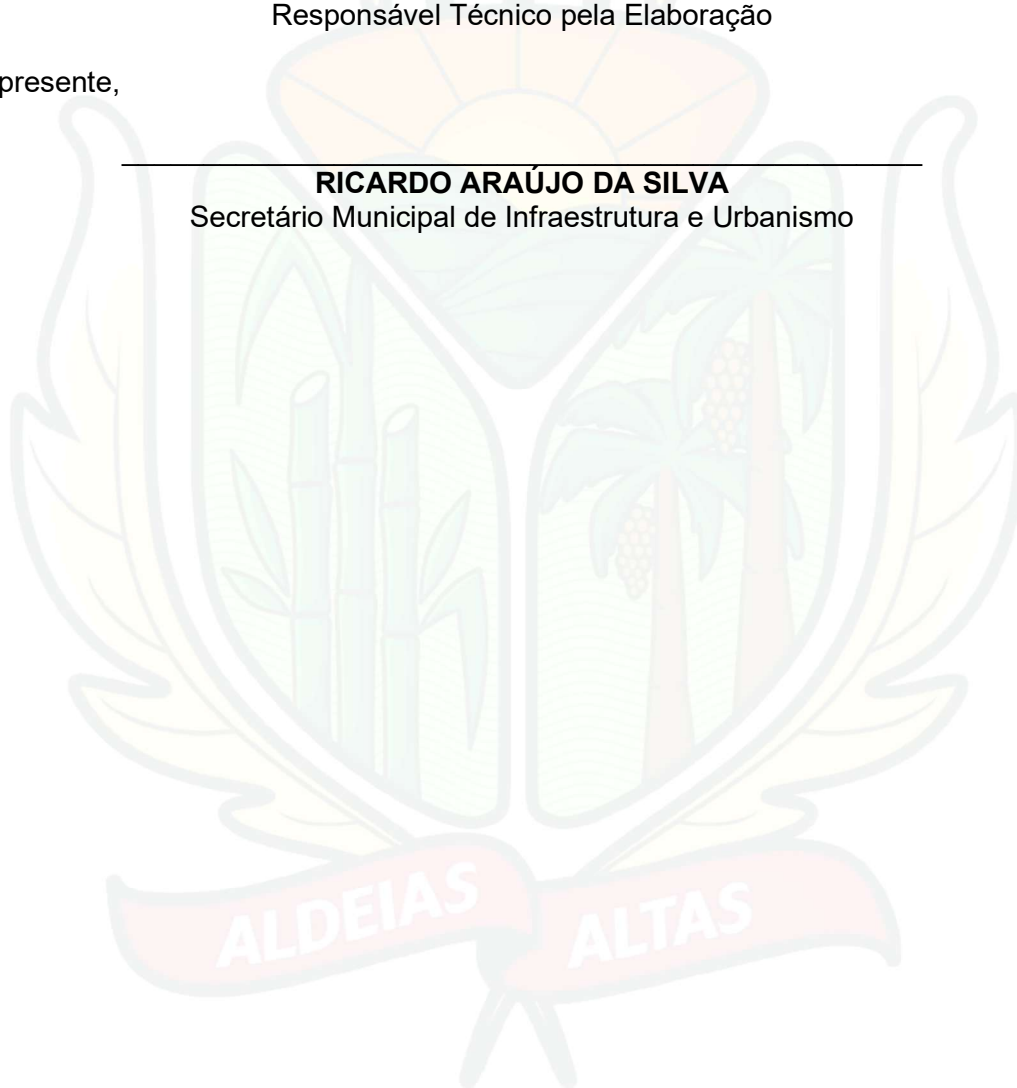 Responsável Técnico pela Elaboração
presente,
RICARDO ARAÚJO DA SILVA
Secretário Municipal de Infraestrutura e Urbanismo
ALDEIAS ALTAS